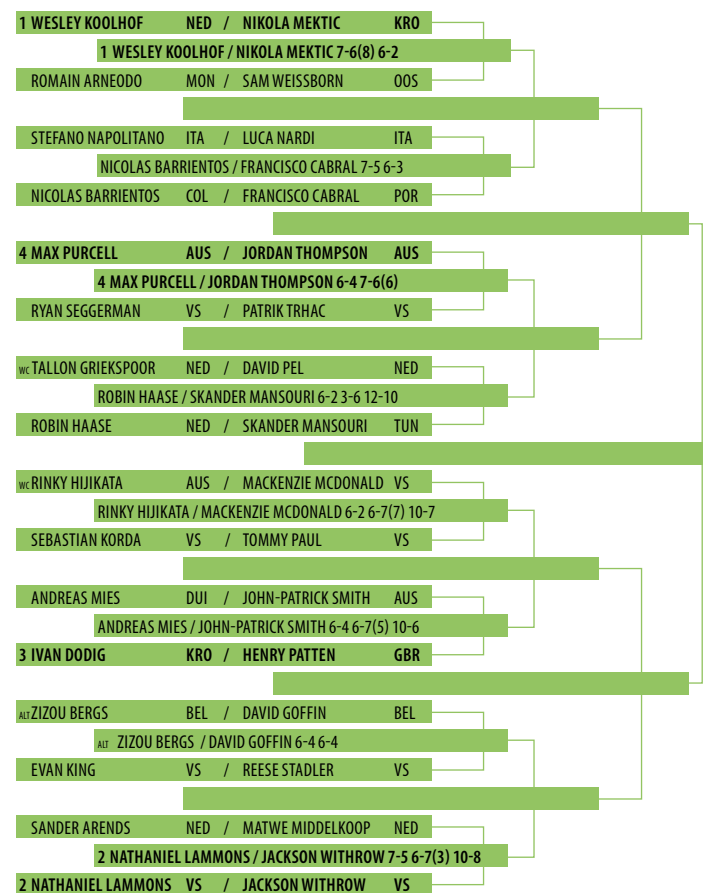 1 WESLEY KOOLHOF NED / NIKOLA MEKTIC KRO
1 WESLEY KOOLHOF / NIKOLA MEKTIC 7-6(8) 6-2
ROMAIN ARNEODO MON / SAM WEISSBORN OOS
STEFANO NAPOLITANO ITA / LUCA NARDI ITA
NICOLAS BARRIENTOS / FRANCISCO CABRAL 7-5 6-3
NICOLAS BARRIENTOS COL / FRANCISCO CABRAL POR
4 MAX PURCELL AUS / JORDAN THOMPSON AUS
4 MAX PURCELL / JORDAN THOMPSON 6-4 7-6(6)
RYAN SEGGERMAN VS / PATRIK TRHAC VS
WC TALLON GRIEKSPOOR NED / DAVID PEL NED
ROBIN HAASE / SKANDER MANSOURI 6-2 3-6 12-10
ROBIN HAASE NED / SKANDER MANSOURI TUN
WC RINKY HIJIKATA AUS / MACKENZIE MCDONALD VS
RINKY HIJIKATA / MACKENZIE MCDONALD 6-2 6-7(7) 10-7
SEBASTIAN KORDA VS / TOMMY PAUL VS
ANDREAS MIES DUI / JOHN-PATRICK SMITH AUS
ANDREAS MIES / JOHN-PATRICK SMITH 6-4 6-7(5) 10-6
3 IVAN DODIG KRO / HENRY PATTEN GBR
ALT ZIZOU BERGS BEL / DAVID GOFFIN BEL
ALT ZIZOU BERGS / DAVID GOFFIN 6-4 6-4
EVAN KING VS / REESE STADLER VS
SANDER ARENDS NED / MATWE MIDDELKOOP NED
2 NATHANIEL LAMMONS / JACKSON WITHROW 7-5 6-7(3) 10-8
2 NATHANIEL LAMMONS VS / JACKSON WITHROW VS